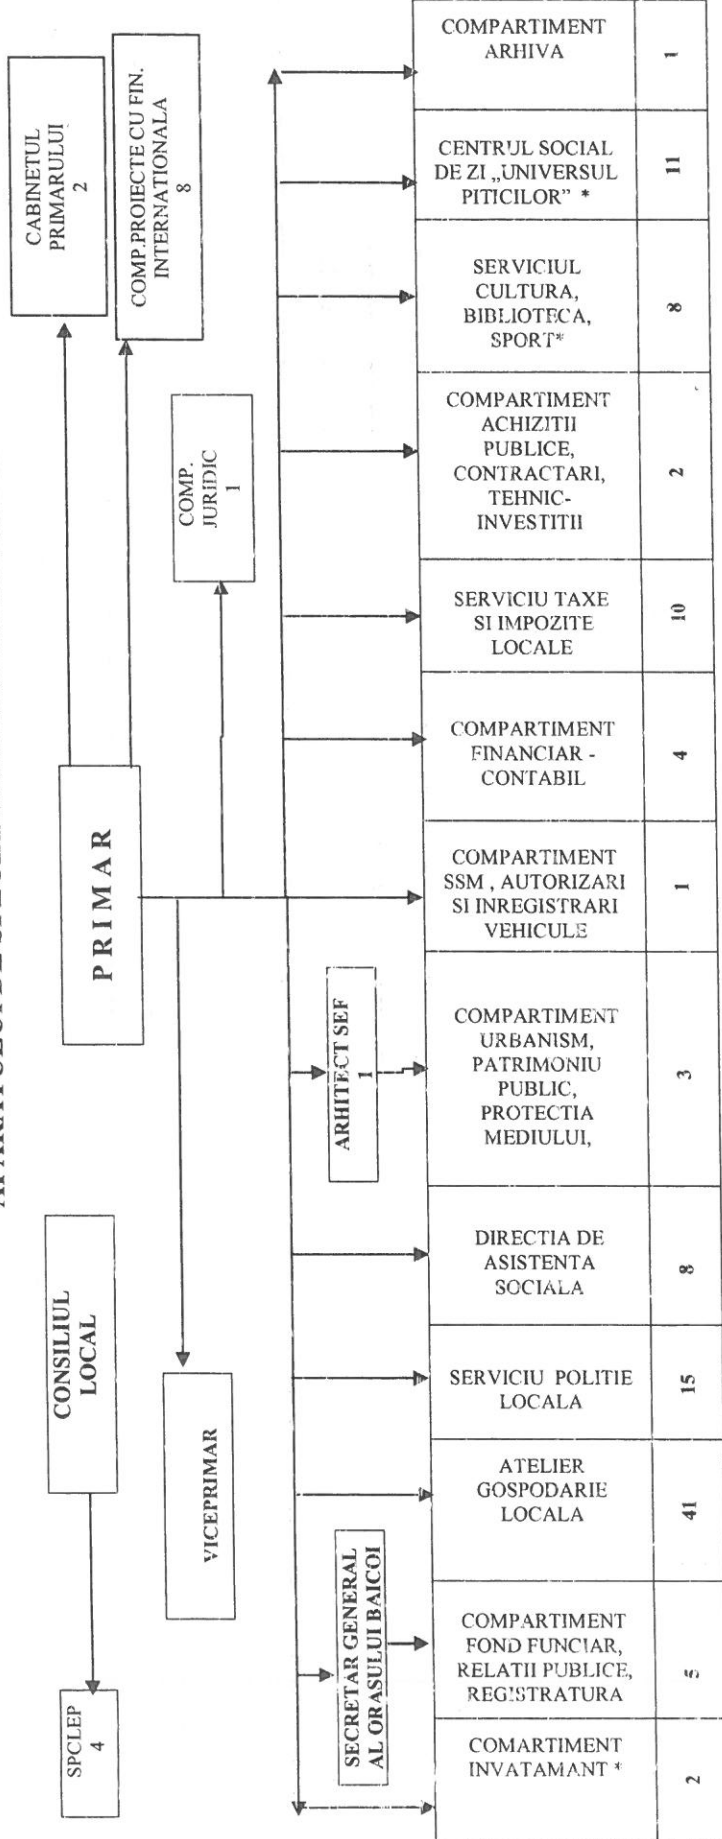 CABINETUL
PRIMARULUI
2
COMP.PROIECTE CU FIN.
INTERNATIONALA
8
COMP.
JURIDIC
1
PRIMAR
CONSILIUL
LOCAL
SPCLEP
4
VICEPRIMAR
ARHITECT SEF
1
SECRETAR GENERAL
AL ORASULUI BAICOI
COMPARTIMENT
ARHIVA
1
CENTRUL SOCIAL
DE ZI „UNIVERSUL
PITICILOR” *
11
SERVICIUL
CULTURA,
BIBLIOTECA,
SPORT*
8
COMPARTIMENT
ACHIZITII
PUBLICE,
CONTRACTARI,
TEHNIC-
INVESTITII
2
SERVICIU TAXE
SI IMPOZITE
LOCALE
10
COMPARTIMENT
FINANCIAR -
CONTABIL
4
COMPARTIMENT
SSM , AUTORIZARI
SI INREGISTRARI
VEHICULE
1
COMPARTIMENT
URBANISM,
PATRIMONIU
PUBLIC,
PROTECTIA
MEDIULUI,
3
DIRECTIA DE
ASISTENTA
SOCIALA
8
SERVICIU POLITIE
LOCALA
15
ATELIER
GOSPODARIE
LOCALA
41
COMPARTIMENT
FOND FUNCIAR,
RELATII PUBLICE,
REGISTRATURA
5
COMARTIMENT
INVATAMANT *
2